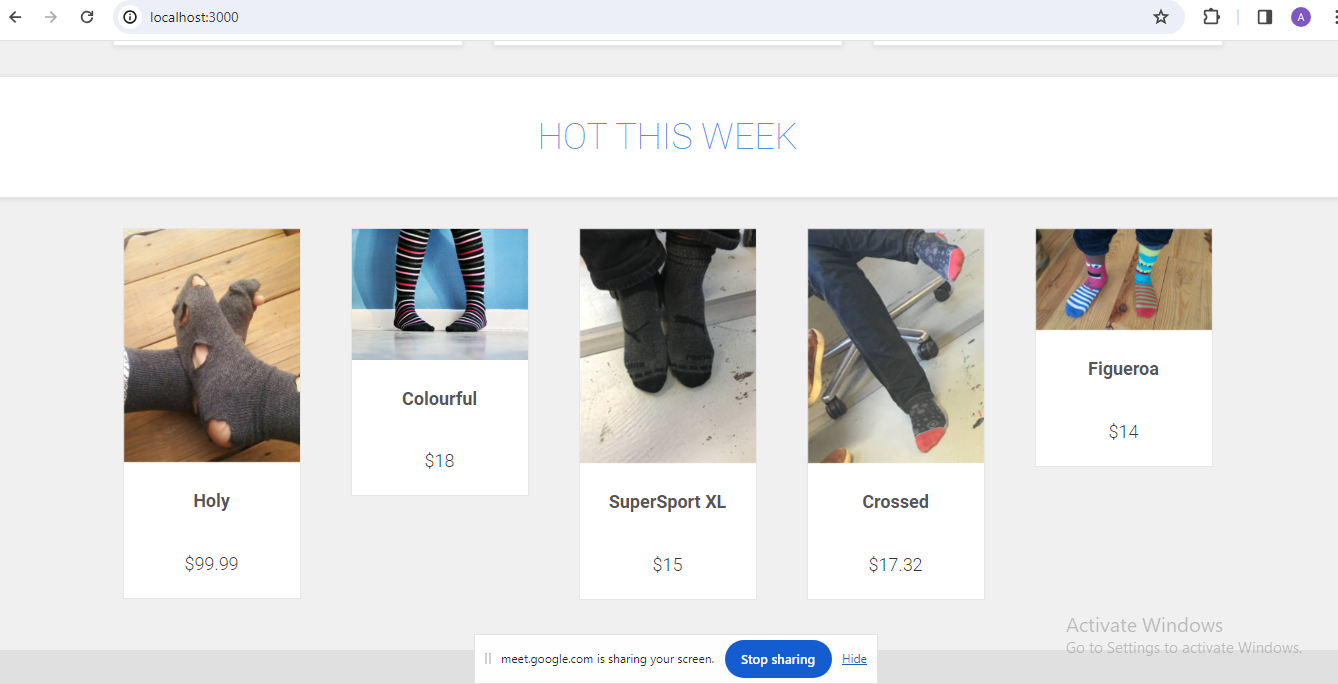 localhost:3000
A
HOT THIS WEEK
Holy
$99.99
Colourful
$18
SuperSport XL
$15
Crossed
$17.32
Figueroa
$14
Activate Windows
Go to Settings to activate Windows.
meet.google.com is sharing your screen.
Stop sharing
Hide